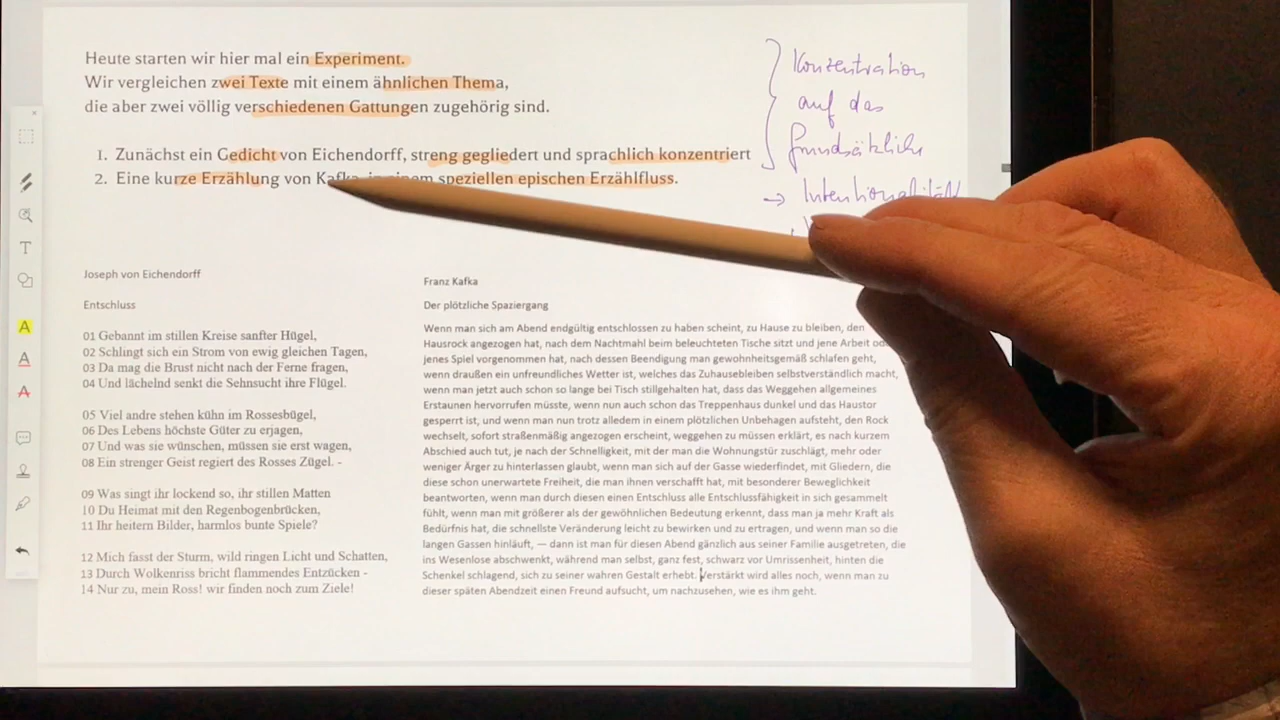 Heute starten wir hier mal ein Experiment.
Wir vergleichen zwei Texte mit einem ähnlichen Thema,
die aber zwei völlig verschiedenen Gattungen zugehörig sind.
1. Zunächst ein Gedicht von Eichendorff, streng gegliedert und sprachlich konzentriert
2. Eine kurze Erzählung von Kafka in einem speziellen epischen Erzählfluss.
Konzentration
auf das
Grundsätzliche
→ Intentionalität
Joseph von Eichendorff
Entschluss
01 Gebannt im stillen Kreise sanfter Hügel,
02 Schlingt sich ein Strom von ewig gleichen Tagen,
03 Da mag die Brust nicht nach der Ferne fragen,
04 Und lächelnd senkt die Sehnsucht ihre Flügel.
05 Viel andre stehen kühn im Rossesbügel,
06 Des Lebens höchste Güter zu erjagen,
07 Und was sie wünschen, müssen sie erst wagen,
08 Ein strenger Geist regiert des Rosses Zügel. -
09 Was singt ihr lockend so, ihr stillen Matten
10 Du Heimat mit den Regenbogenbrücken,
11 Ihr heitern Bilder, harmlos bunte Spiele?
12 Mich fasst der Sturm, wild ringen Licht und Schatten,
13 Durch Wolkenriss bricht flammendes Entzücken -
14 Nur zu, mein Ross! wir finden noch zum Ziele!
Franz Kafka
Der plötzliche Spaziergang
Wenn man sich am Abend endgültig entschlossen zu haben scheint, zu Hause zu bleiben, den
Hausrock angezogen hat, nach dem Nachtmahl beim beleuchteten Tische sitzt und jene Arbeit
jenes Spiel vorgenommen hat, nach dessen Beendigung man gewohnheitsgemäß schlafen geht,
wenn draußen ein unfreundliches Wetter ist, welches das Zuhausebleiben selbstverständlich macht,
wenn man jetzt auch schon so lange bei Tisch stillgehalten hat, dass das Weggehen allgemeines
Erstaunen hervorrufen müsste, wenn nun auch schon das Treppenhaus dunkel und das Haustor
gesperrt ist, und wenn man nun trotz alledem in einem plötzlichen Unbehagen aufsteht, den Rock
wechselt, sofort straßenmäßig angezogen erscheint, weggehen zu müssen erklärt, es nach kurzem
Abschied auch tut, je nach der Schnelligkeit, mit der man die Wohnungstür zuschlägt, mehr oder
weniger Ärger zu hinterlassen glaubt, wenn man sich auf der Gasse wiederfindet, mit Gliedern, die
diese schon unerwartete Freiheit, die man ihnen verschafft hat, mit besonderer Beweglichkeit
beantworten, wenn man durch diesen einen Entschluss alle Entschlussfähigkeit in sich gesammelt
fühlt, wenn man mit größerer als der gewöhnlichen Bedeutung erkennt, dass man ja mehr Kraft als
Bedürfnis hat, die schnellste Veränderung leicht zu bewirken und zu ertragen, und wenn man so die
langen Gassen hinläuft, — dann ist man für diesen Abend gänzlich aus seiner Familie ausgetreten, die
ins Wesenlose abschwenkt, während man selbst, ganz fest, schwarz vor Umrissenheit, hinten die
Schenkel schlagend, sich zu seiner wahren Gestalt erhebt. Verstärkt wird alles noch, wenn man zu
dieser späten Abendzeit einen Freund aufsucht, um nachzusehen, wie es ihm geht.